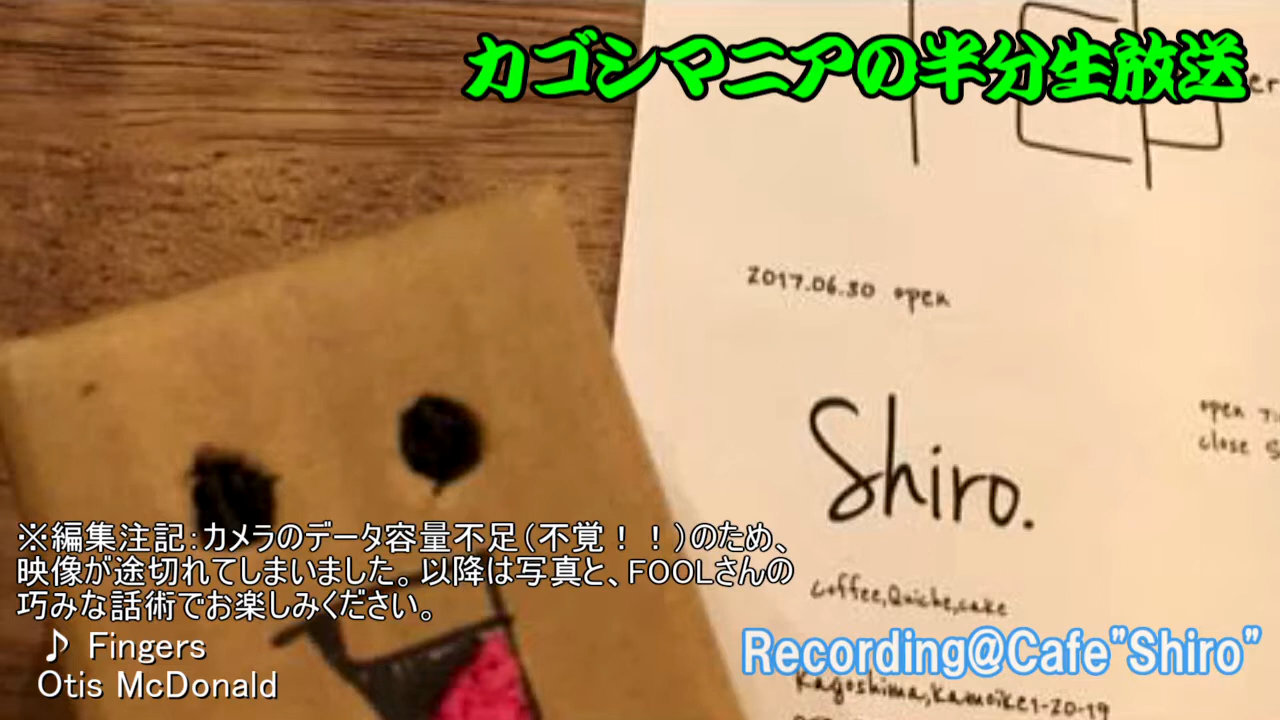 カゴシマニアの半分生放送
2017.06.30 open
Shiro.
open
close
Coffee,Quiche,cake
※編集注記：カメラのデータ容量不足（不覚！！）のため、
映像が途切れてしまいました。以降は写真と、FOOLさんの
巧みな話術でお楽しみください。
♪ Fingers
Otis McDonald
Recording@Cafe"Shiro"
Kagoshima,Kamoike1-20-19